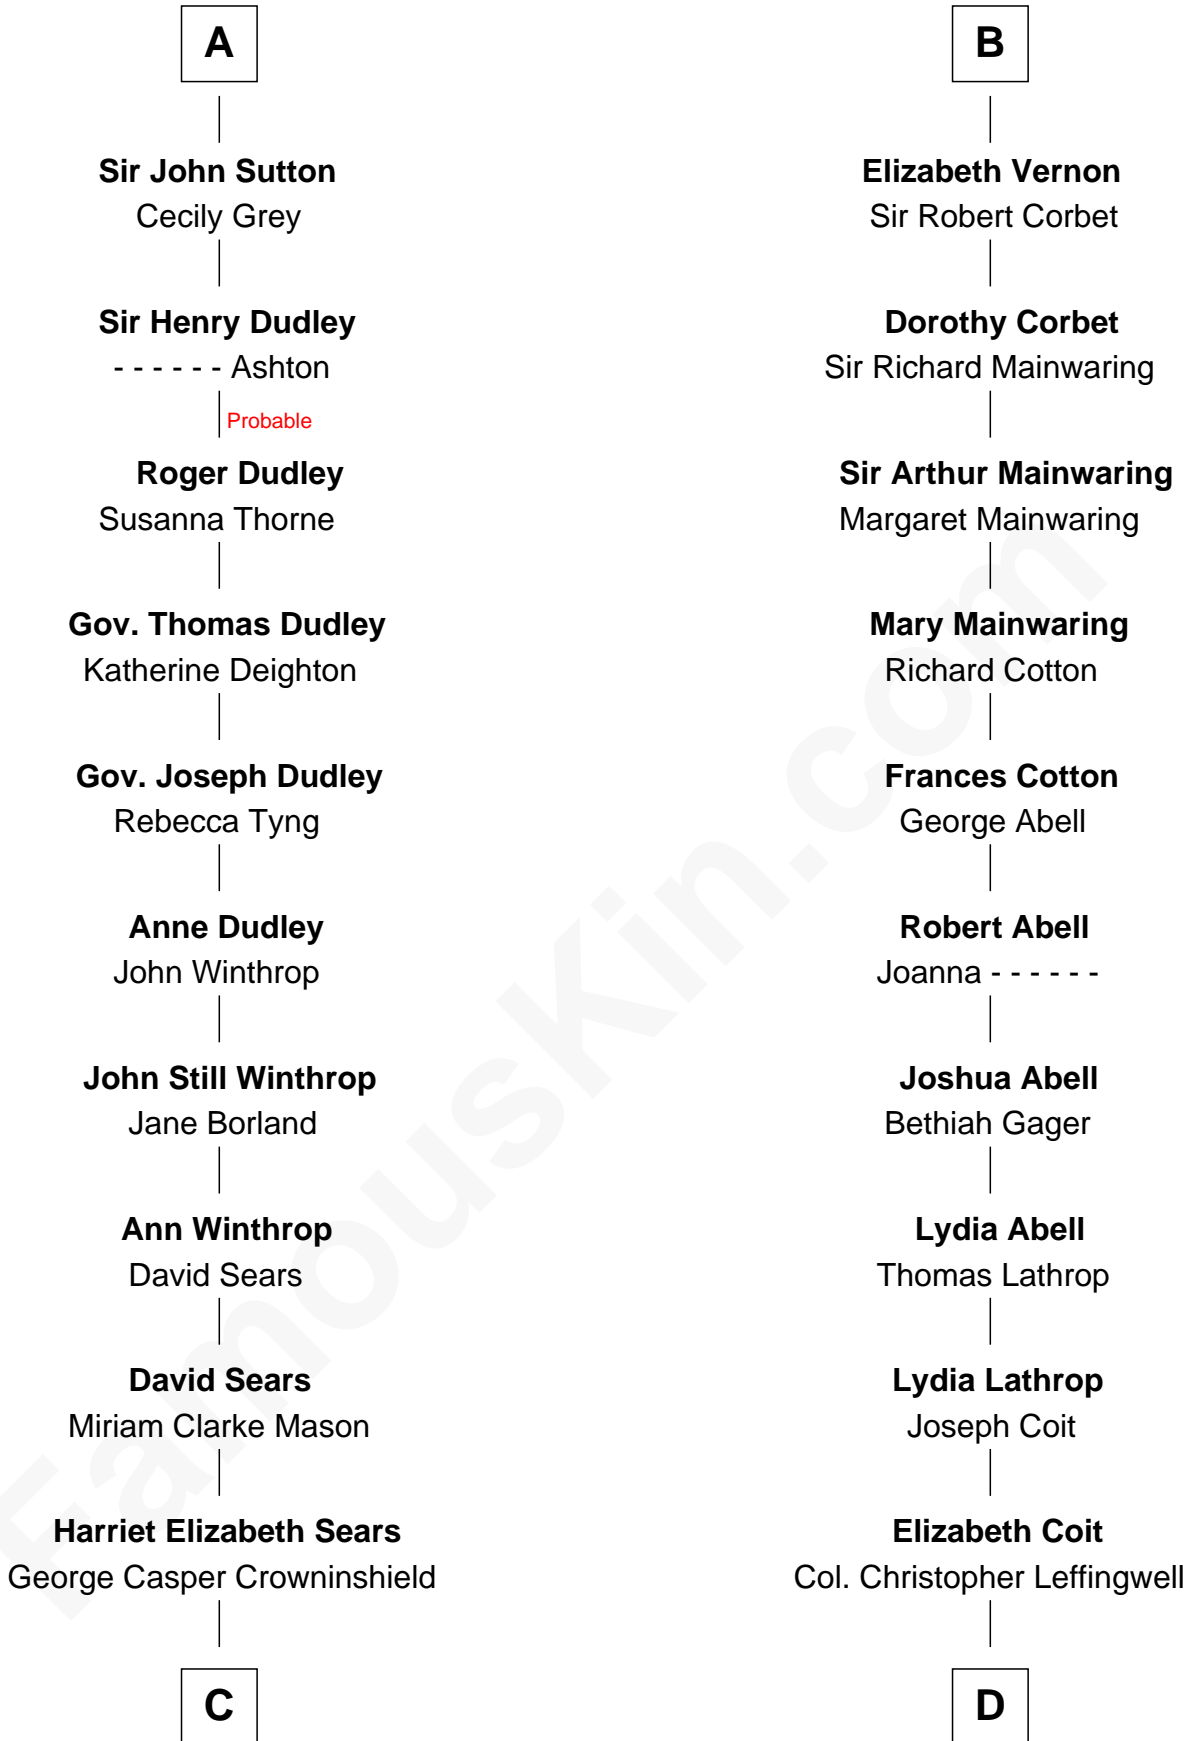 A
Sir John Sutton
Cecily Grey
Sir Henry Dudley
- - - - - - Ashton
Probable
Roger Dudley
Susanna Thorne
Gov. Thomas Dudley
Katherine Deighton
Gov. Joseph Dudley
Rebecca Tyng
Anne Dudley
John Winthrop
John Still Winthrop
Jane Borland
Ann Winthrop
David Sears
David Sears
Miriam Clarke Mason
Harriet Elizabeth Sears
George Casper Crowninshield
C
B
Elizabeth Vernon
Sir Robert Corbet
Dorothy Corbet
Sir Richard Mainwaring
Sir Arthur Mainwaring
Margaret Mainwaring
Mary Mainwaring
Richard Cotton
Frances Cotton
George Abell
Robert Abell
Joanna - - - - - -
Joshua Abell
Bethiah Gager
Lydia Abell
Thomas Lathrop
Lydia Lathrop
Joseph Coit
Elizabeth Coit
Col. Christopher Leffingwell
D
FamousKin.com